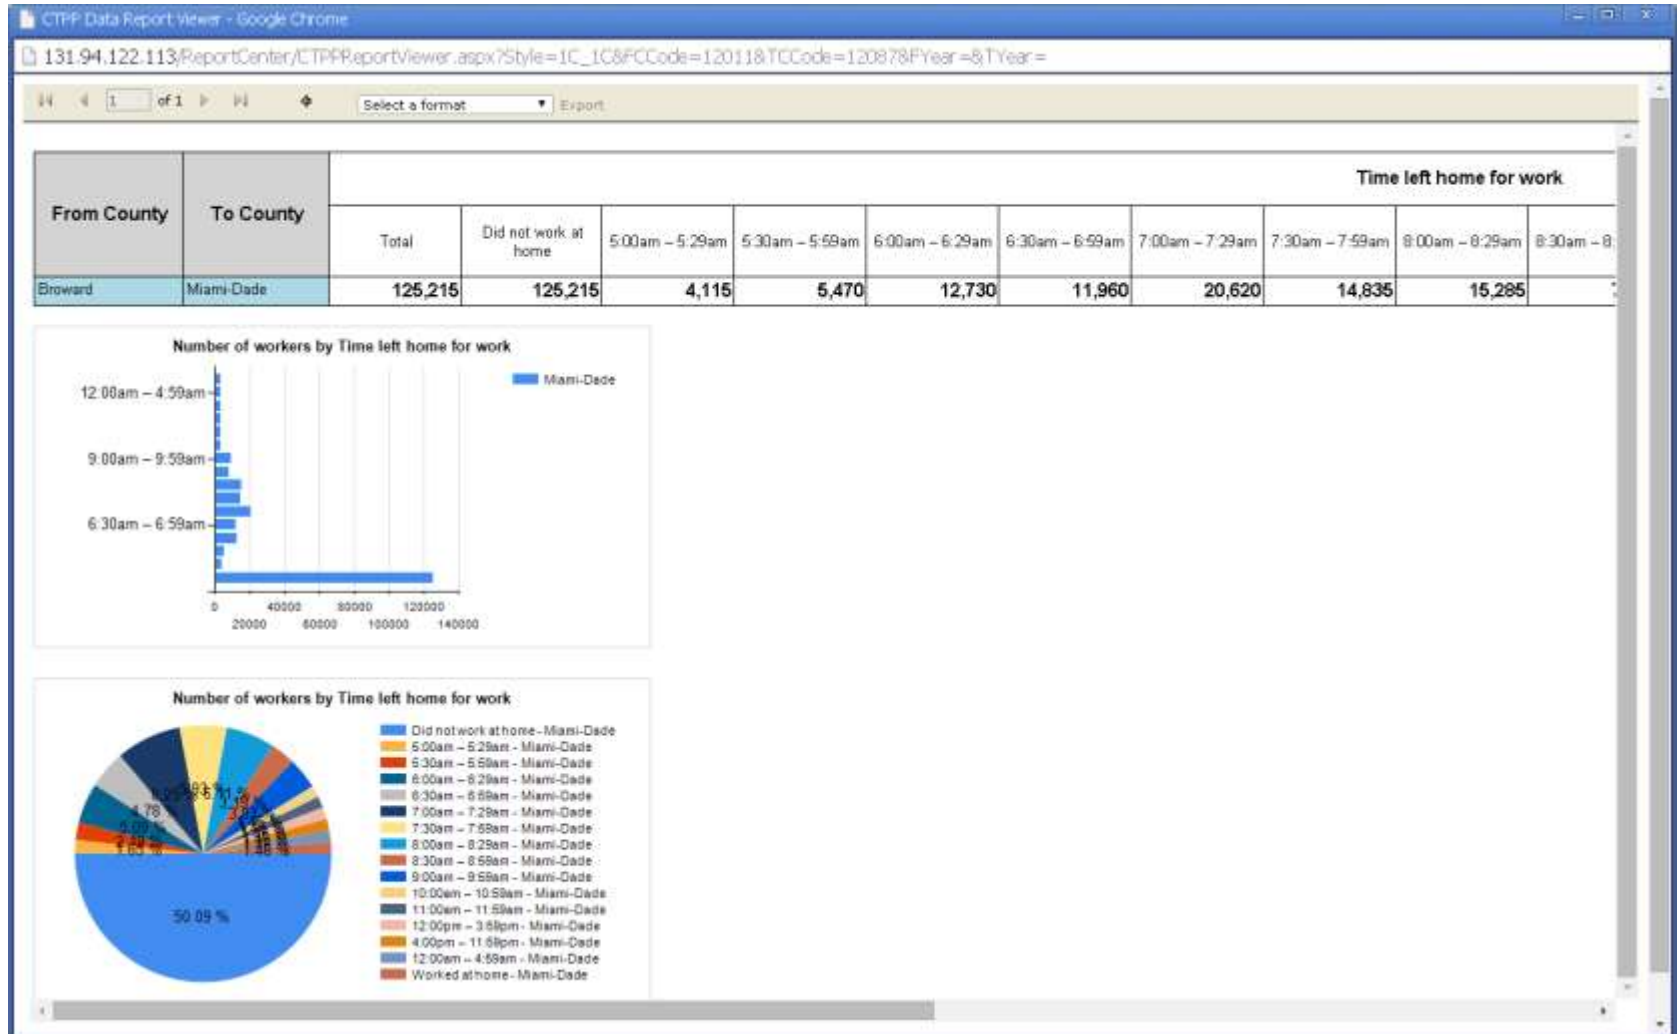 CTPP Data Report Viewer - Google Chrome
131.94.122.113/ReportCenter/CTPPReportViewer.aspx?Style=1C_1C&FCCode=12011&TCCode=12087&FYear=&TYear=
1 of 1 Select a format Export
Time left home for work
From County To County
Total Did not work at home 5:00am – 5:29am 5:30am – 5:59am 6:00am – 6:29am 6:30am – 6:59am 7:00am – 7:29am 7:30am – 7:59am 8:00am – 8:29am 8:30am – 8:
Broward Miami-Dade 125,215 125,215 4,115 5,470 12,730 11,960 20,620 14,835 15,285
Number of workers by Time left home for work
Miami-Dade
12:00am – 4:59am
9:00am – 9:59am
6:30am – 6:59am
0 40000 80000 120000
20000 60000 100000 140000
Number of workers by Time left home for work
Did not work at home - Miami-Dade
5:00am – 5:29am - Miami-Dade
5:30am – 5:59am - Miami-Dade
6:00am – 6:29am - Miami-Dade
6:30am – 6:59am - Miami-Dade
7:00am – 7:29am - Miami-Dade
7:30am – 7:59am - Miami-Dade
8:00am – 8:29am - Miami-Dade
8:30am – 8:59am - Miami-Dade
9:00am – 9:59am - Miami-Dade
10:00am – 10:59am - Miami-Dade
11:00am – 11:59am - Miami-Dade
12:00pm – 3:59pm - Miami-Dade
4:00pm – 11:59pm - Miami-Dade
12:00am – 4:59am - Miami-Dade
Worked at home - Miami-Dade
4.78
50.09 %